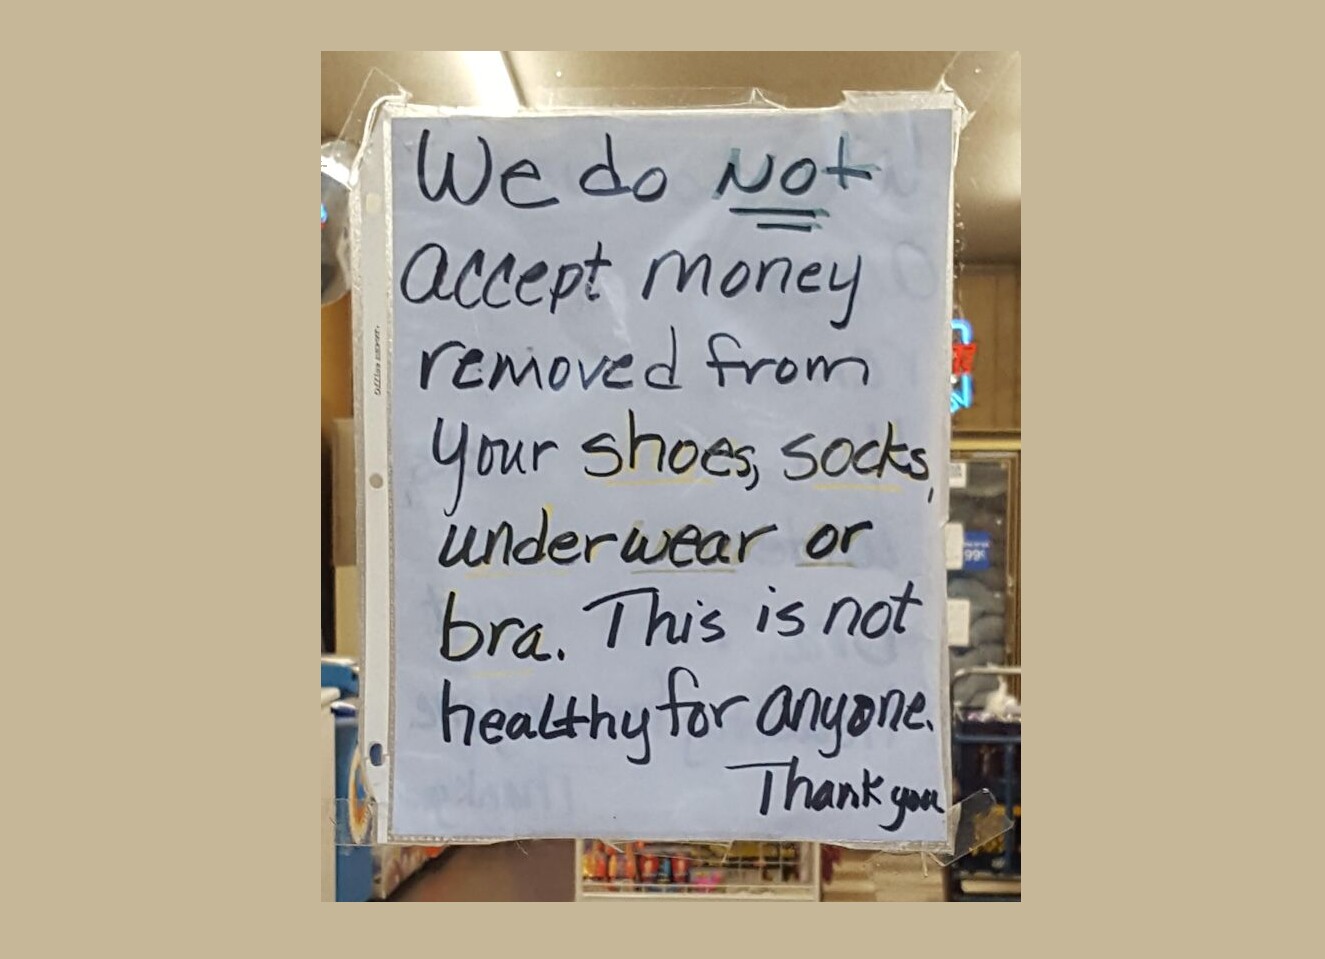 We do Not
accept money
removed from
your shoes, socks,
underwear or
bra. This is not
healthy for anyone.
Thank you